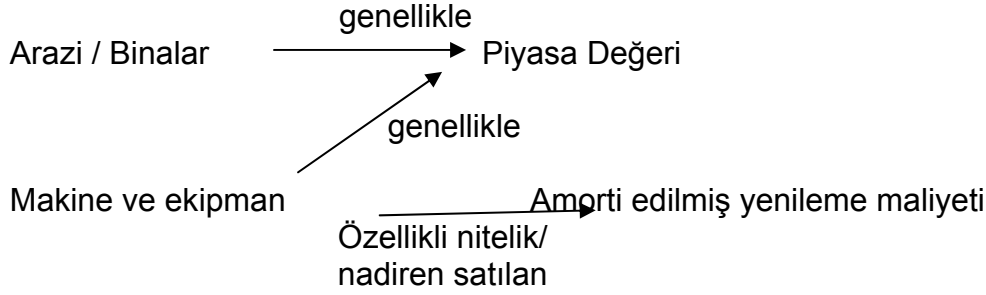 genellikle
Arazi / Binalar Piyasa Değeri
genellikle
Makine ve ekipman Amorti edilmiş yenileme maliyeti
Özellikli nitelik/
nadiren satılan